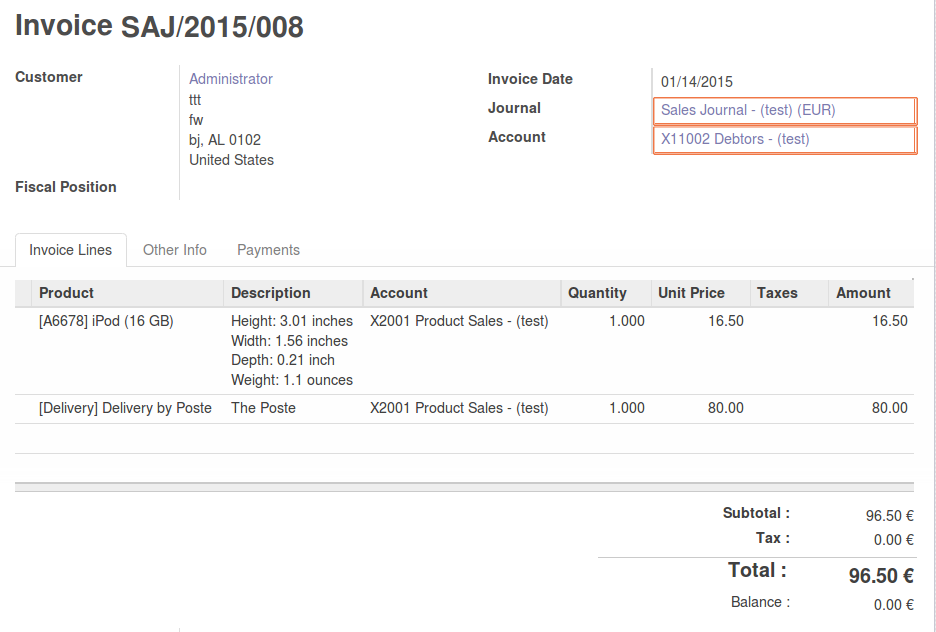 Invoice SAJ/2015/008
Customer
Administrator
ttt
fw
bj, AL 0102
United States
Fiscal Position
Invoice Date 01/14/2015
Journal Sales Journal - (test) (EUR)
Account X11002 Debtors - (test)
Invoice Lines Other Info Payments
Product Description Account Quantity Unit Price Taxes Amount
[A6678] iPod (16 GB) Height: 3.01 inches X2001 Product Sales - (test) 1.000 16.50 16.50
Width: 1.56 inches
Depth: 0.21 inch
Weight: 1.1 ounces
[Delivery] Delivery by Poste The Poste X2001 Product Sales - (test) 1.000 80.00 80.00
Subtotal : 96.50 €
Tax : 0.00 €
Total : 96.50 €
Balance : 0.00 €